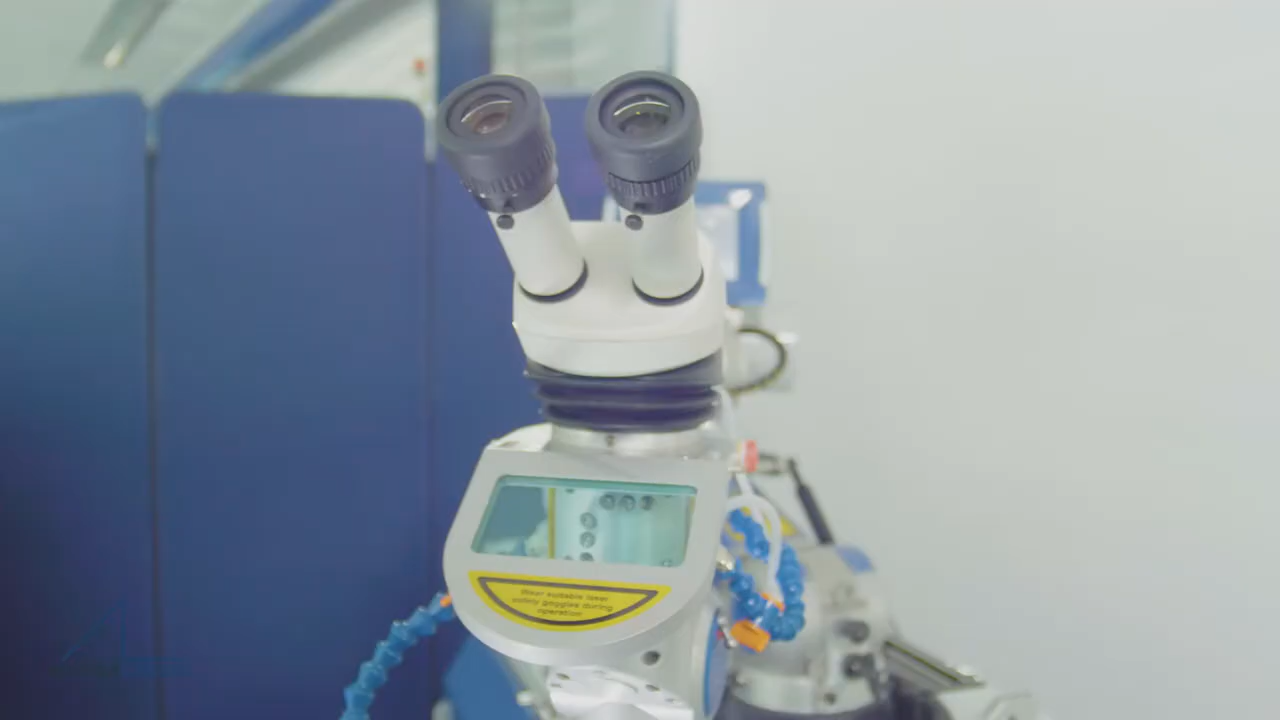 Wear suitable laser
safety goggles during
operation